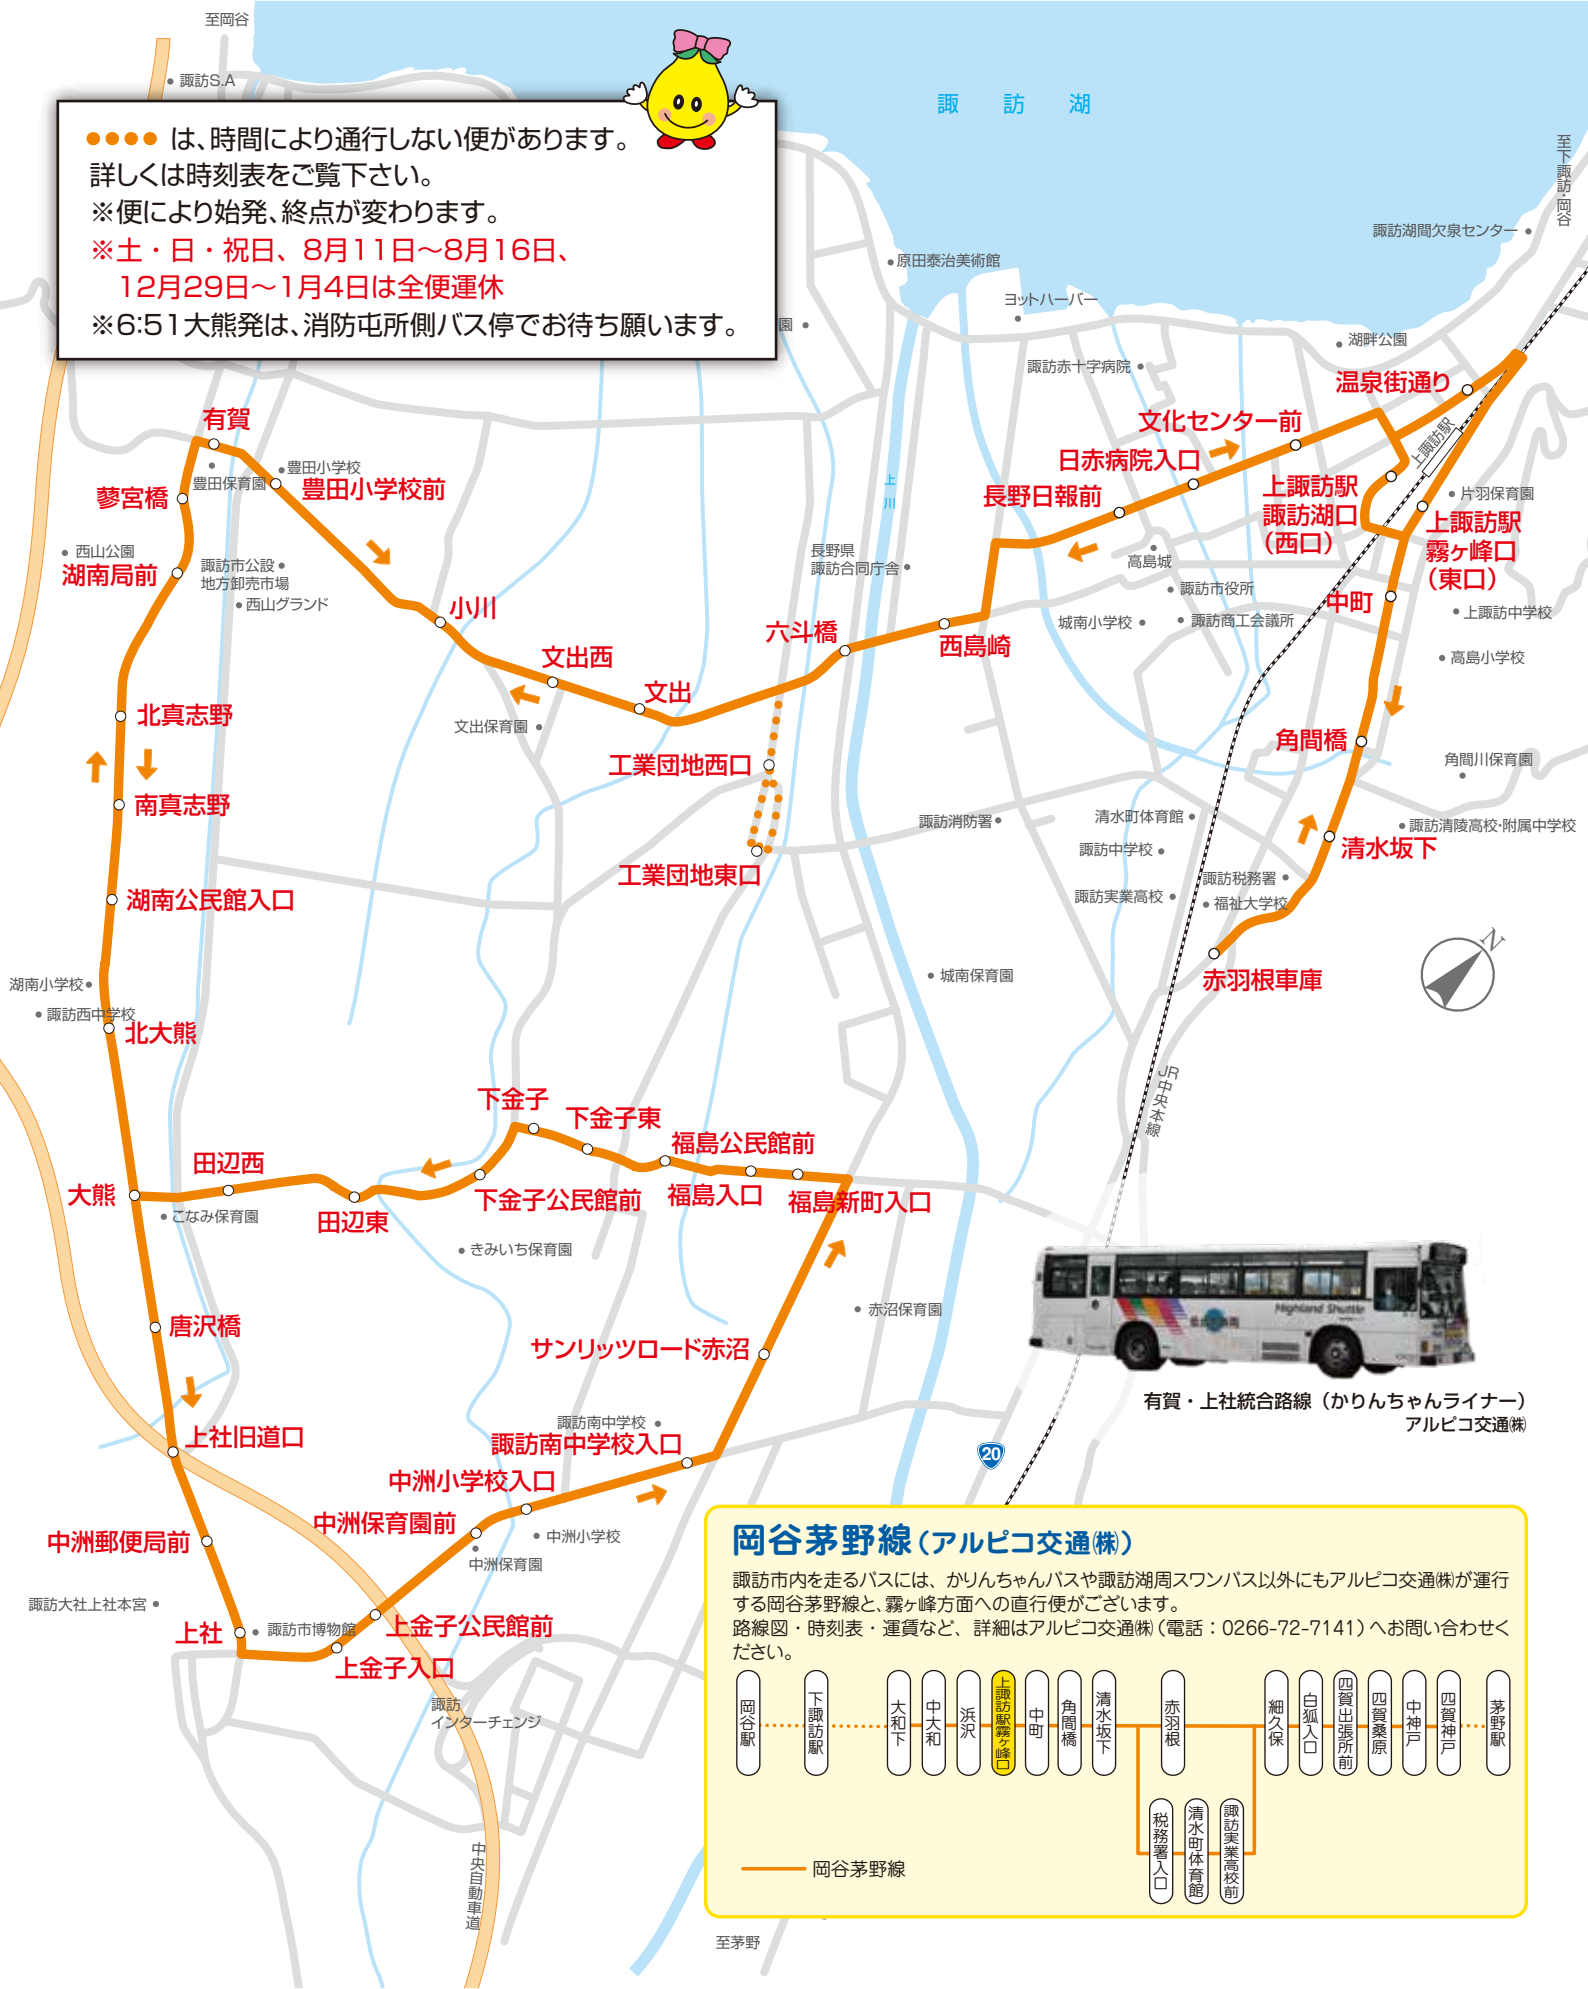 至岡谷
諏訪S.A
●●●● は、時間により通行しない便があります。
詳しくは時刻表をご覧下さい。
※便により始発、終点が変わります。
※土・日・祝日、8月11日～8月16日、
12月29日～1月4日は全便運休
※6:51大熊発は、消防屯所側バス停でお待ち願います。
園
諏訪湖
至下諏訪・岡谷
諏訪湖間欠泉センター
原田泰治美術館
ヨットハーバー
湖畔公園
諏訪赤十字病院
温泉街通り
文化センター前
日赤病院入口
長野日報前
上諏訪駅
上諏訪駅
諏訪湖口
(西口)
片羽保育園
上諏訪駅
霧ヶ峰口
(東口)
有賀
豊田小学校
豊田保育園
豊田小学校前
蓼宮橋
西山公園
湖南局前
諏訪市公設
地方卸売市場
西山グランド
上川
長野県
諏訪合同庁舎
高島城
諏訪市役所
中町
城南小学校
諏訪商工会議所
上諏訪中学校
高島小学校
小川
六斗橋
西島崎
文出西
文出
文出保育園
北真志野
角間橋
角間川保育園
工業団地西口
南真志野
諏訪消防署
清水町体育館
諏訪清陵高校・附属中学校
清水坂下
諏訪中学校
工業団地東口
諏訪税務署
諏訪実業高校
福祉大学校
湖南公民館入口
N
湖南小学校
城南保育園
赤羽根車庫
諏訪西中学校
北大熊
JR中央本線
下金子
下金子東
福島公民館前
田辺西
大熊
下金子公民館前
福島入口
福島新町入口
こなみ保育園
田辺東
きみいち保育園
赤沼保育園
唐沢橋
サンリッツロード赤沼
Highland Shuttle
有賀・上社統合路線（かりんちゃんライナー）
アルピコ交通㈱
諏訪南中学校
上社旧道口
諏訪南中学校入口
20
中洲小学校入口
中洲保育園前
中洲小学校
中洲郵便局前
中洲保育園
諏訪大社上社本宮
上社
諏訪市博物館
上金子公民館前
上金子入口
諏訪
インターチェンジ
中央自動車道
至茅野
岡谷茅野線（アルピコ交通㈱）
諏訪市内を走るバスには、かりんちゃんバスや諏訪湖周スワンバス以外にもアルピコ交通㈱が運行
する岡谷茅野線と、霧ヶ峰方面への直行便がございます。
路線図・時刻表・運賃など、詳細はアルピコ交通㈱（電話：0266-72-7141）へお問い合わせく
ださい。
岡谷駅
下諏訪駅
大和下
中大和
浜沢
上諏訪駅霧ヶ峰口
中町
角間橋
清水坂下
赤羽根
細久保
白狐入口
四賀出張所前
四賀桑原
中神戸
四賀神戸
茅野駅
税務署入口
清水町体育館
諏訪実業高校前
岡谷茅野線